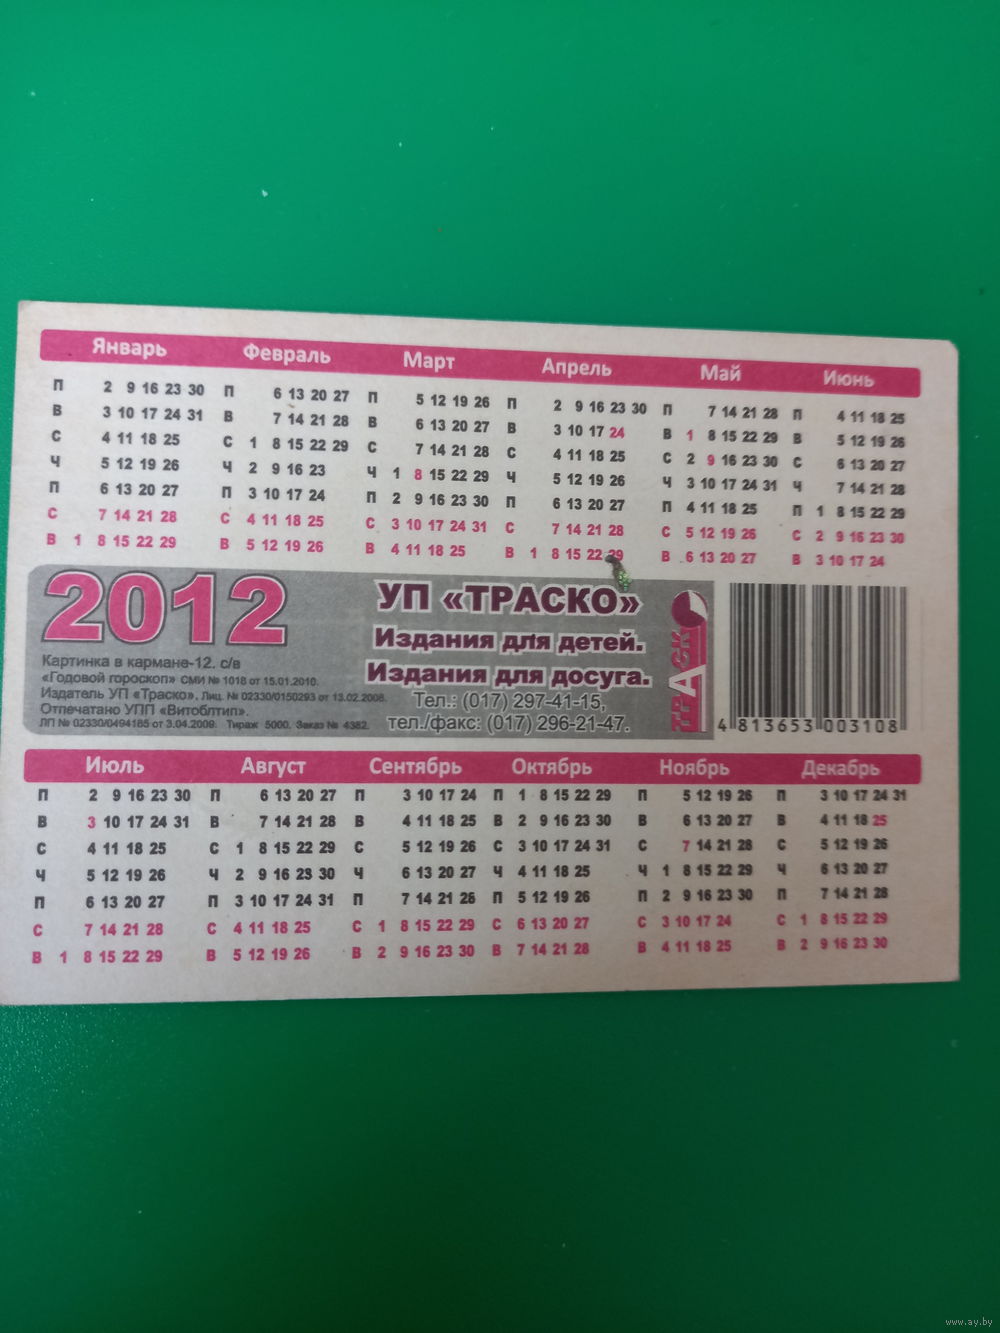 Январь Февраль Март Апрель Май Июнь
П 2 9 16 23 30 П 6 13 20 27 П 5 12 19 26 П 2 9 16 23 30 П 7 14 21 28 П 4 11 18 25
В 3 10 17 24 31 В 7 14 21 28 В 6 13 20 27 В 3 10 17 24 В 1 8 15 22 29 В 5 12 19 26
С 4 11 18 25 С 1 8 15 22 29 С 7 14 21 28 С 4 11 18 25 С 2 9 16 23 30 С 6 13 20 27
Ч 5 12 19 26 Ч 2 9 16 23 Ч 1 8 15 22 29 Ч 5 12 19 26 Ч 3 10 17 24 31 Ч 7 14 21 28
П 6 13 20 27 П 3 10 17 24 П 2 9 16 23 30 П 6 13 20 27 П 4 11 18 25 П 1 8 15 22 29
С 7 14 21 28 С 4 11 18 25 С 3 10 17 24 31 С 7 14 21 28 С 5 12 19 26 С 2 9 16 23 30
В 1 8 15 22 29 В 5 12 19 26 В 4 11 18 25 В 1 8 15 22 29 В 6 13 20 27 В 3 10 17 24
2012
Картинка в кармане-12. с/в
«Годовой гороскоп» СМИ № 1018 от 15.01.2010.
Издатель УП «Траско». Лиц. № 02330/0150293 от 13.02.2008.
Отпечатано УПП «Витоблтип».
ЛП № 02330/0494165 от 3.04.2009. Тираж 5000. Заказ № 4382.
УП «ТРАСКО»
Издания для детей.
Издания для досуга.
Тел.: (017) 297-41-15,
тел./факс: (017) 296-21-47.
ТРАСК
4 813653 003108
Июль Август Сентябрь Октябрь Ноябрь Декабрь
П 2 9 16 23 30 П 6 13 20 27 П 3 10 17 24 П 1 8 15 22 29 П 5 12 19 26 П 3 10 17 24 31
В 3 10 17 24 31 В 7 14 21 28 В 4 11 18 25 В 2 9 16 23 30 В 6 13 20 27 В 4 11 18 25
С 4 11 18 25 С 1 8 15 22 29 С 5 12 19 26 С 3 10 17 24 31 С 7 14 21 28 С 5 12 19 26
Ч 5 12 19 26 Ч 2 9 16 23 30 Ч 6 13 20 27 Ч 4 11 18 25 Ч 1 8 15 22 29 Ч 6 13 20 27
П 6 13 20 27 П 3 10 17 24 31 П 7 14 21 28 П 5 12 19 26 П 2 9 16 23 30 П 7 14 21 28
С 7 14 21 28 С 4 11 18 25 С 1 8 15 22 29 С 6 13 20 27 С 3 10 17 24 С 1 8 15 22 29
В 1 8 15 22 29 В 5 12 19 26 В 2 9 16 23 30 В 7 14 21 28 В 4 11 18 25 В 2 9 16 23 30
www.ay.by